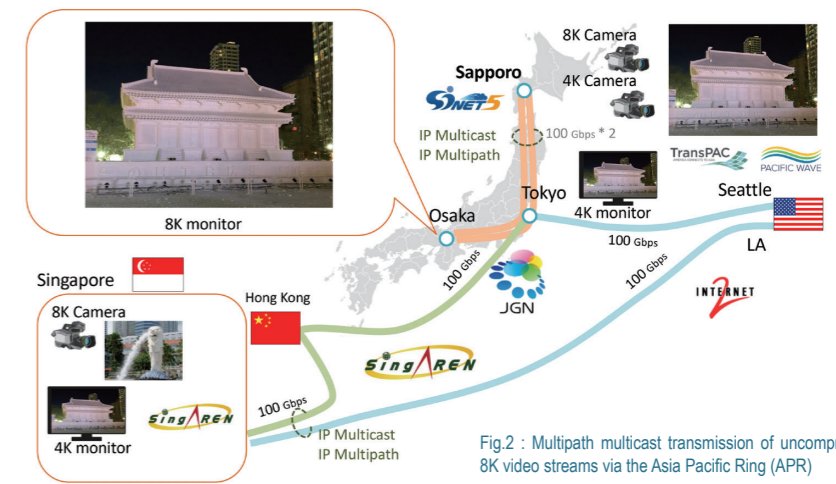 8K Camera
4K Camera
Sapporo
SINET5
IP Multicast
IP Multipath
100 Gbps * 2
TransPAC
PACIFIC WAVE
8K monitor
Osaka
Tokyo
4K monitor
Seattle
100 Gbps
LA
100 Gbps
100 Gbps
JGN
INTERNET
2
Singapore
8K Camera
Hong Kong
SingAREN
SingAREN
4K monitor
100 Gbps
IP Multicast
IP Multipath
Fig.2 : Multipath multicast transmission of uncompr
8K video streams via the Asia Pacific Ring (APR)